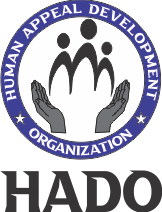 HUMAN APPEAL DEVELOPMENT
ORGANIZATION
HADO